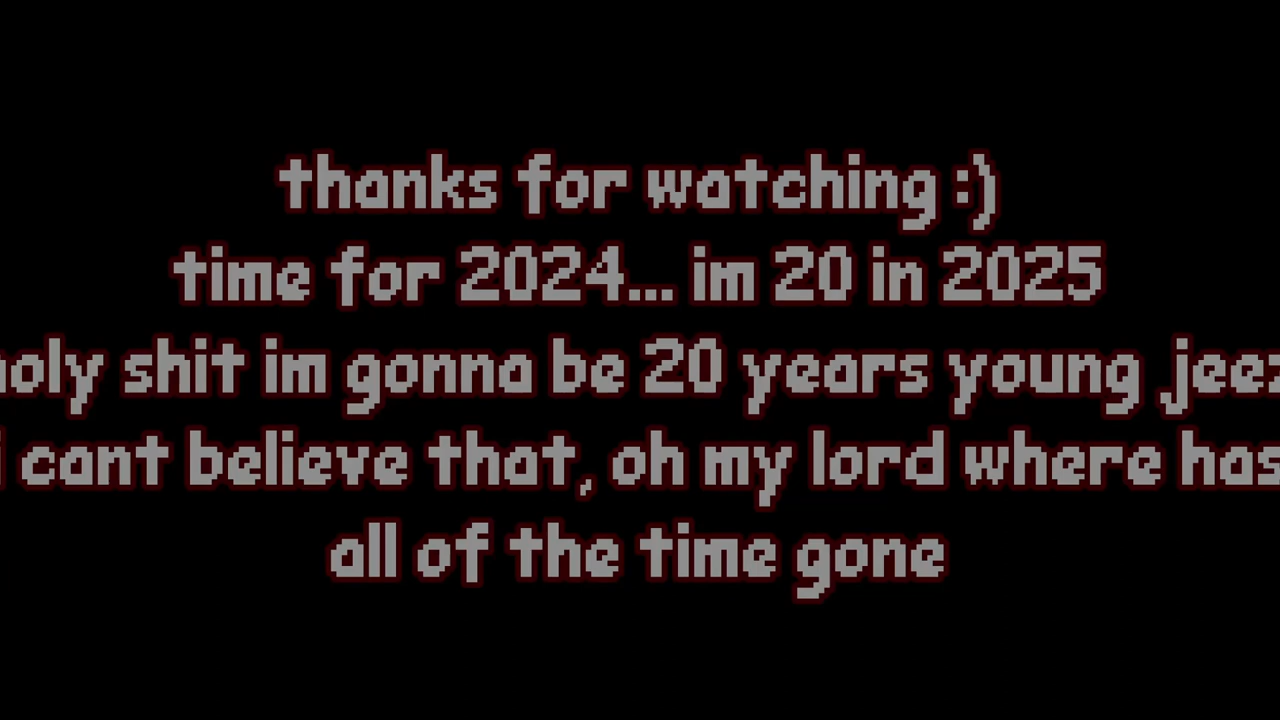 thanks for watching :)
time for 2024... im 20 in 2025
holy shit im gonna be 20 years young jeez
i cant believe that, oh my lord where has
all of the time gone